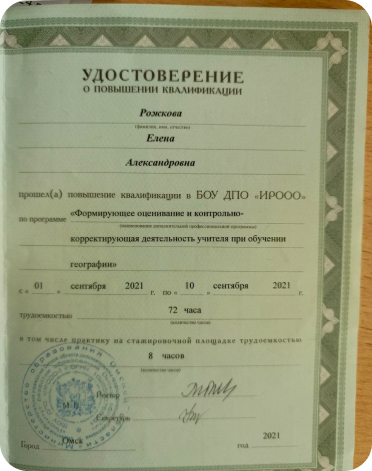 УДОСТОВЕРЕНИЕ
О ПОВЫШЕНИИ КВАЛИФИКАЦИИ
Рожкова
(фамилия, имя, отчество)
Елена
Александровна
прошел(а) повышение квалификации в БОУ ДПО «ИРООО»
по программе «Формирующее оценивание и контрольно-
(наименование дополнительной профессиональной программы)
корректирующая деятельность учителя при обучении
географии»
с « 01 » сентября 2021 г. по « 10 » сентября 2021 г.
трудоемкостью 72 часа
(количество часов)
в том числе практику на стажировочной площадке трудоемкостью
8 часов
(количество часов)
Ректор
М.П.
Секретарь
Город Омск год 2021